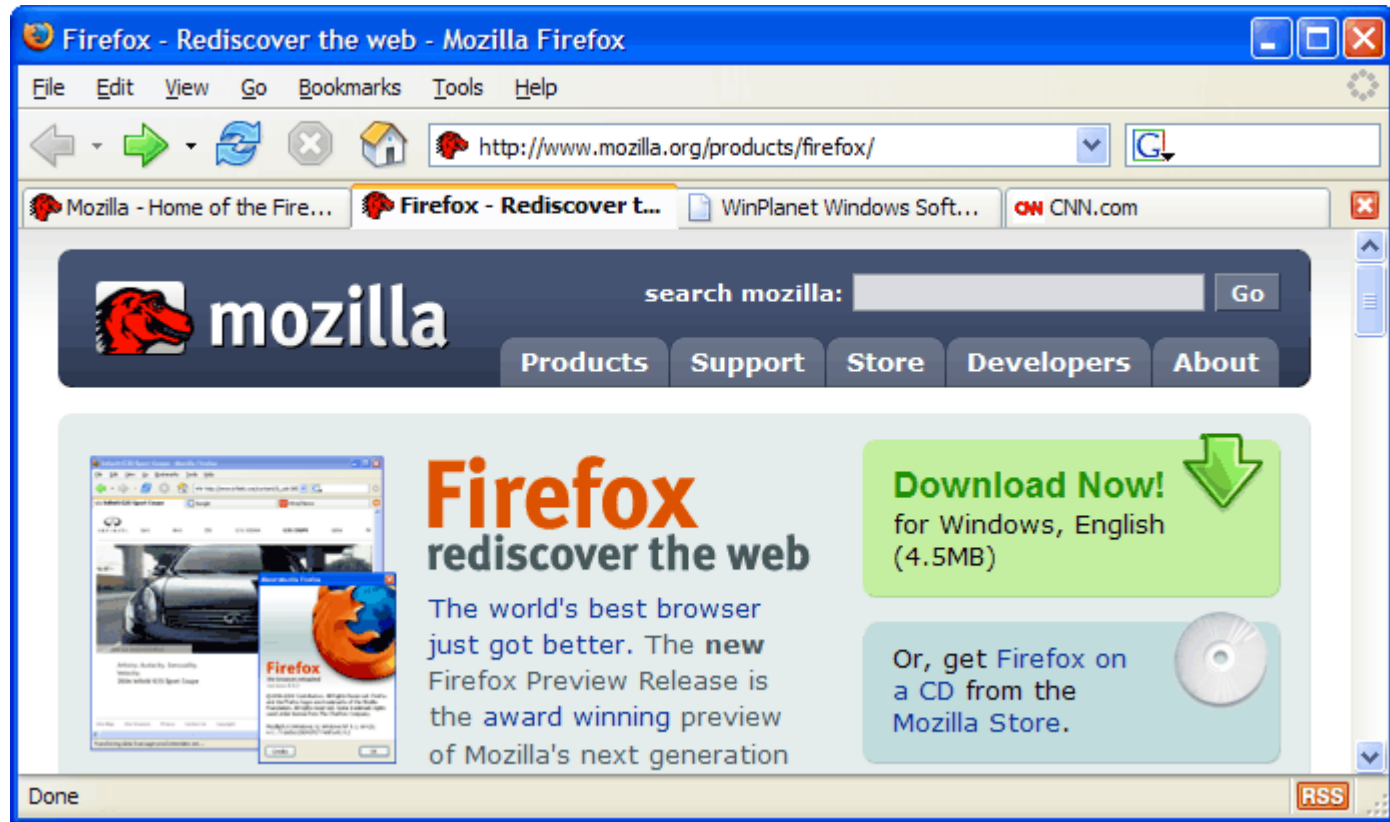 Firefox - Rediscover the web - Mozilla Firefox
File Edit View Go Bookmarks Tools Help
http://www.mozilla.org/products/firefox/ G
Mozilla - Home of the Fire... Firefox - Rediscover t... WinPlanet Windows Soft... CNN CNN.com
search mozilla: Go
mozilla
Products Support Store Developers About
Firefox
rediscover the web
The world's best browser
just got better. The new
Firefox Preview Release is
the award winning preview
of Mozilla's next generation
Download Now!
for Windows, English
(4.5MB)
Or, get Firefox on
a CD from the
Mozilla Store.
Firefox
Done RSS